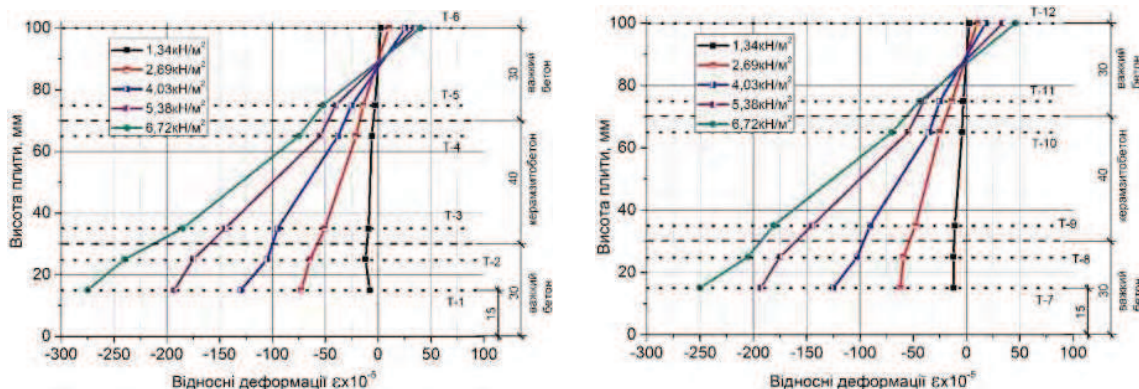 Висота плити, мм
100
80
60
40
20
0
-300 -250 -200 -150 -100 -50 0 50 100
Відносні деформації εx10⁻⁵
1,34кН/м²
2,69кН/м²
4,03кН/м²
5,38кН/м²
6,72кН/м²
Т-6
Т-5
Т-4
Т-3
Т-2
Т-1
30
важкий
бетон
40
керамзитобетон
30
важкий
бетон
15
Висота плити, мм
100
80
60
40
20
0
-300 -250 -200 -150 -100 -50 0 50 100
Відносні деформації εx10⁻⁵
1,34кН/м²
2,69кН/м²
4,03кН/м²
5,38кН/м²
6,72кН/м²
Т-12
Т-11
Т-10
Т-9
Т-8
Т-7
30
важкий
бетон
40
керамзитобетон
30
важкий
бетон
15